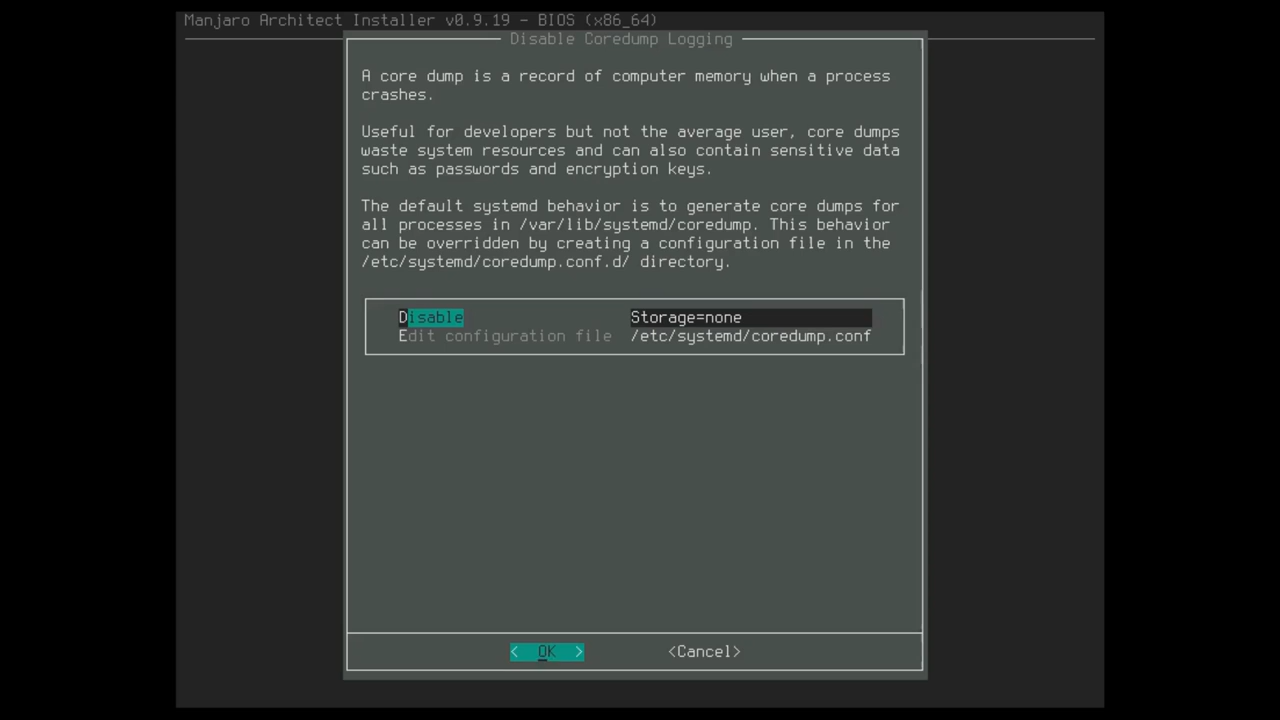 Manjaro Architect Installer v0.9.19 - BIOS (x86_64)
Disable Coredump Logging
A core dump is a record of computer memory when a process
crashes.
Useful for developers but not the average user, core dumps
waste system resources and can also contain sensitive data
such as passwords and encryption keys.
The default systemd behavior is to generate core dumps for
all processes in /var/lib/systemd/coredump. This behavior
can be overridden by creating a configuration file in the
/etc/systemd/coredump.conf.d/ directory.
Disable Storage=none
Edit configuration file /etc/systemd/coredump.conf
< OK > <Cancel>